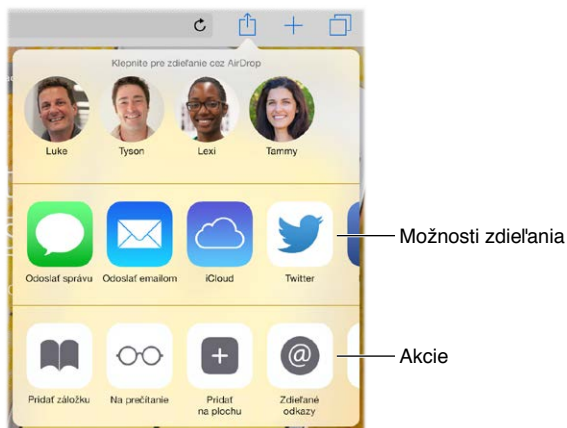 Klepnite pre zdieľanie cez AirDrop
Luke
Tyson
Lexi
Tammy
Odoslať správu
Odoslať emailom
iCloud
Twitter
Možnosti zdieľania
Pridať záložku
Na prečítanie
Pridať
na plochu
Zdieľané
odkazy
Akcie